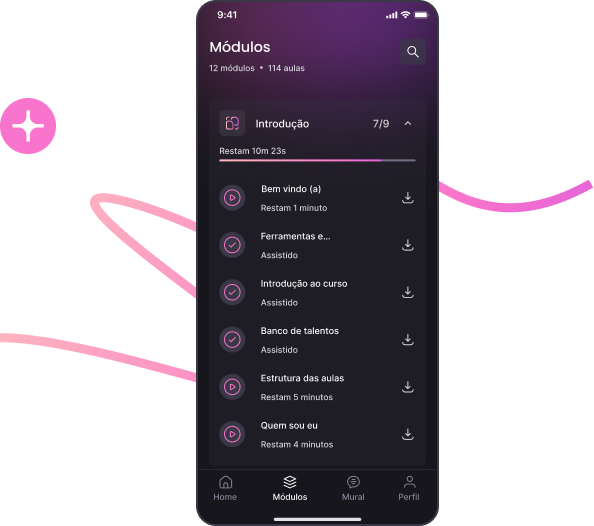 9:41
Módulos
12 módulos • 114 aulas
Introdução 7/9
Restam 10m 23s
Bem vindo (a)
Restam 1 minuto
Ferramentas e...
Assistido
Introdução ao curso
Assistido
Banco de talentos
Assistido
Estrutura das aulas
Restam 5 minutos
Quem sou eu
Restam 4 minutos
Home Módulos Mural Perfil